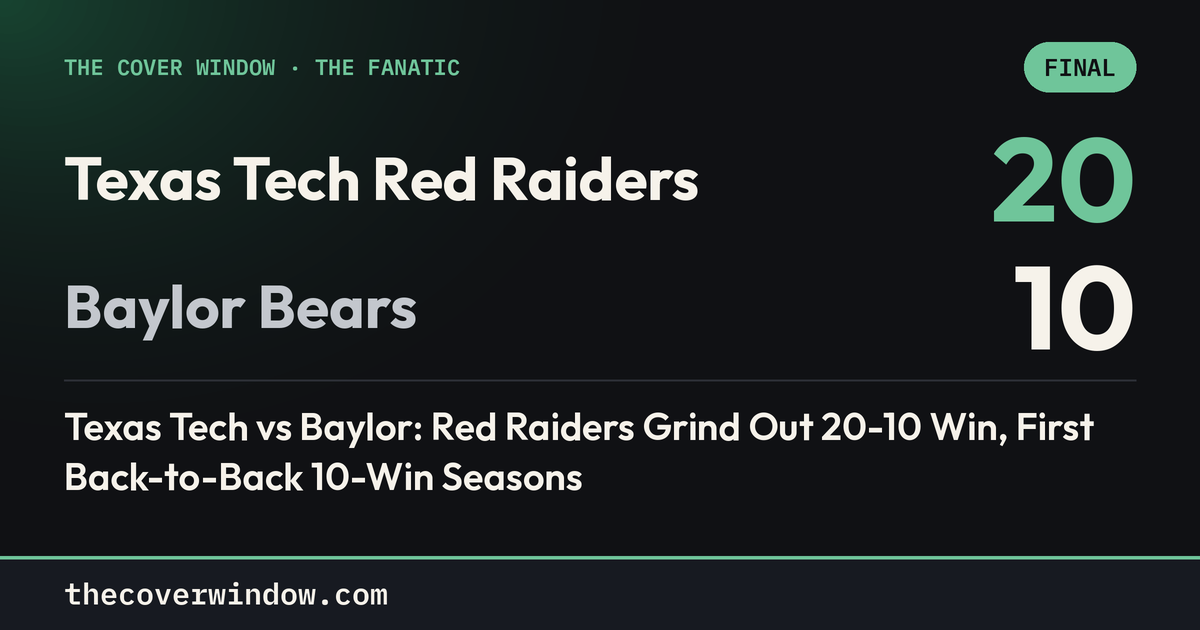 THE COVER WINDOW · THE FANATIC
FINAL
Texas Tech Red Raiders 20
Baylor Bears 10
Texas Tech vs Baylor: Red Raiders Grind Out 20-10 Win, First
Back-to-Back 10-Win Seasons
thecoverwindow.com